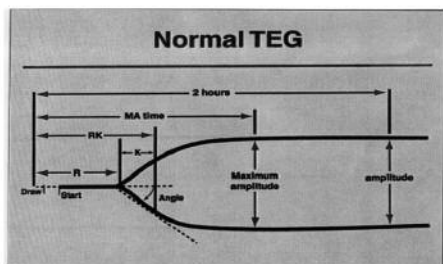 Normal TEG
2 hours
MA time
RK
K
R
Draw
Start
Angle
Maximum
amplitude
amplitude